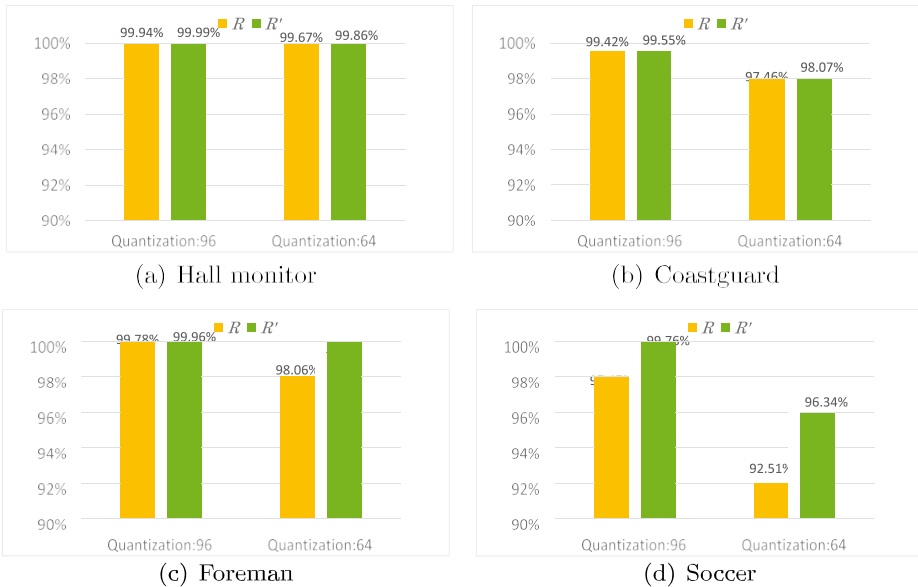 R R'
99.94% 99.99% 99.67% 99.86%
100%
98%
96%
94%
92%
90%
Quantization:96 Quantization:64
(a) Hall monitor
R R'
99.42% 99.55%
97.46% 98.07%
100%
98%
96%
94%
92%
90%
Quantization:96 Quantization:64
(b) Coastguard
R R'
99.78% 99.96%
98.06%
100%
98%
96%
94%
92%
90%
Quantization:96 Quantization:64
(c) Foreman
R R'
99.76%
96.34%
92.51%
100%
98%
96%
94%
92%
90%
Quantization:96 Quantization:64
(d) Soccer